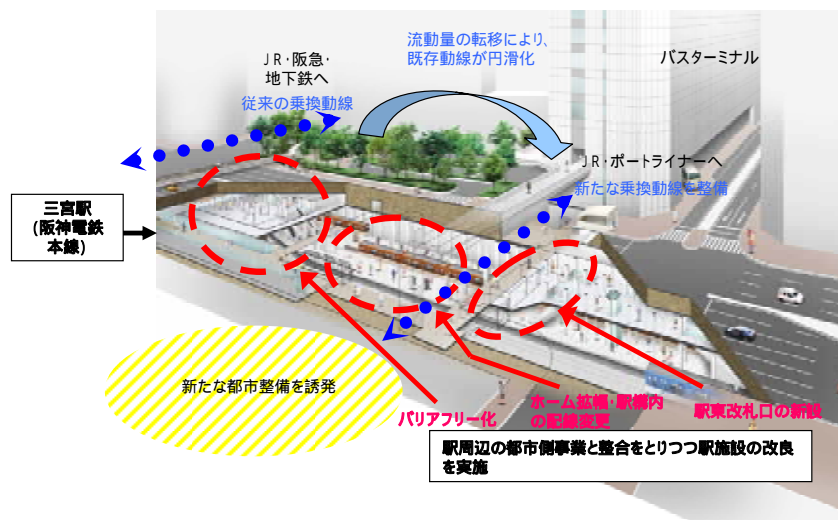 流動量の転移により、
既存動線が円滑化
JR・阪急・
地下鉄へ
従来の乗換動線
バスターミナル
JR・ポートライナーへ
新たな乗換動線を整備
三宮駅
(阪神電鉄
本線)
新たな都市整備を誘発
バリアフリー化
ホーム拡幅・駅構内
の配線変更
駅東改札口の新設
駅周辺の都市側事業と整合をとりつつ駅施設の改良
を実施